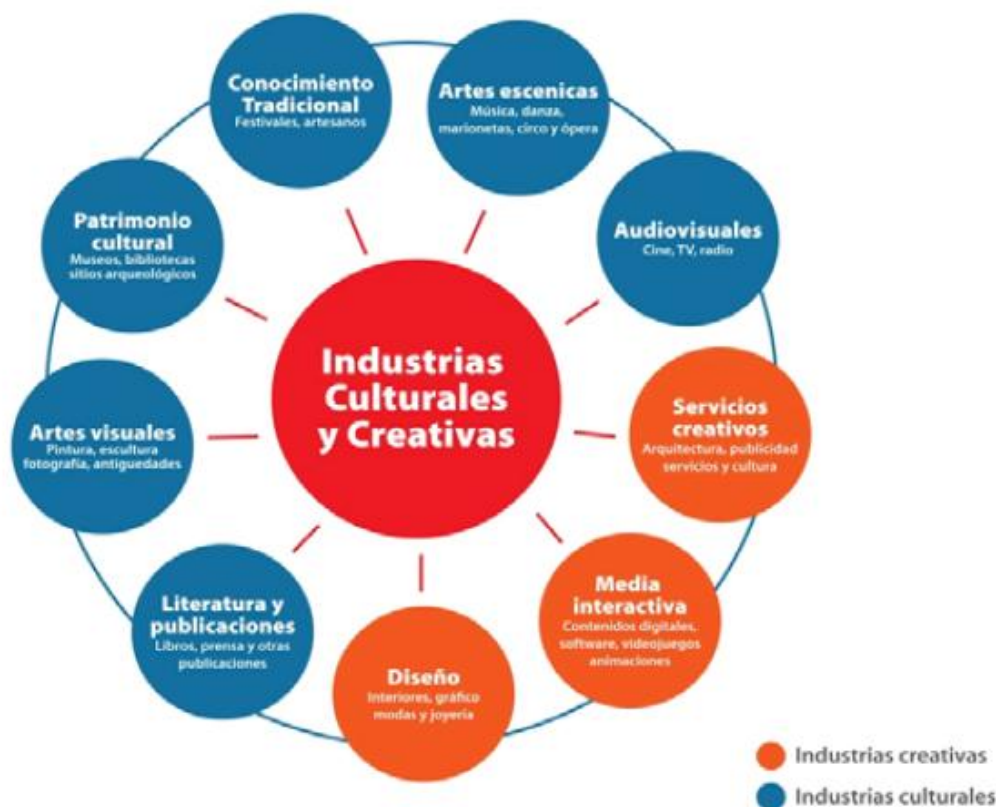 Conocimiento
Tradicional
Festivales, artesanos
Artes escenicas
Música, danza,
marionetas, circo y ópera
Patrimonio
cultural
Museos, bibliotecas
sitios arqueológicos
Audiovisuales
Cine, TV, radio
Industrias
Culturales
y Creativas
Artes visuales
Pintura, escultura
fotografía, antiguedades
Servicios
creativos
Arquitectura, publicidad
servicios y cultura
Literatura y
publicaciones
Libros, prensa y otras
publicaciones
Media
interactiva
Contenidos digitales,
software, videojuegos
animaciones
Diseño
Interiores, gráfico
modas y joyería
Industrias creativas
Industrias culturales